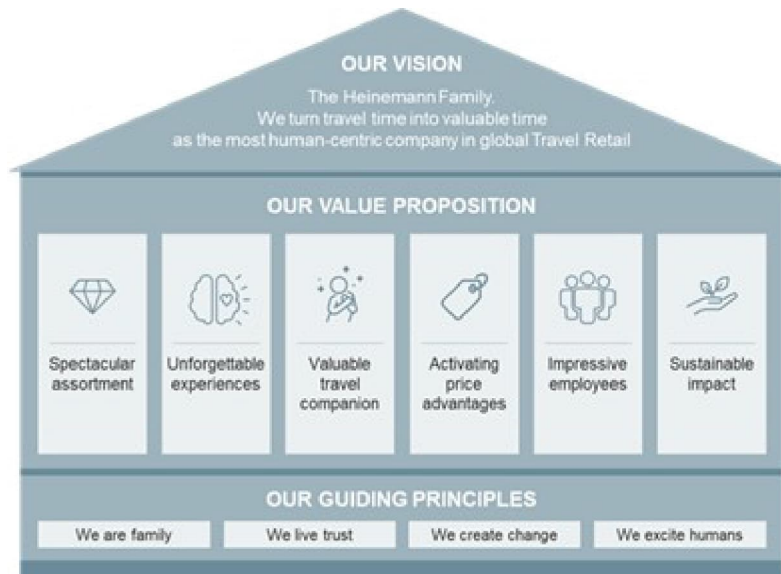 OUR VISION
The Heinemann Family.
We turn travel time into valuable time
as the most human-centric company in global Travel Retail
OUR VALUE PROPOSITION
Spectacular
assortment
Unforgettable
experiences
Valuable
travel
companion
Activating
price
advantages
Impressive
employees
Sustainable
impact
OUR GUIDING PRINCIPLES
We are family
We live trust
We create change
We excite humans